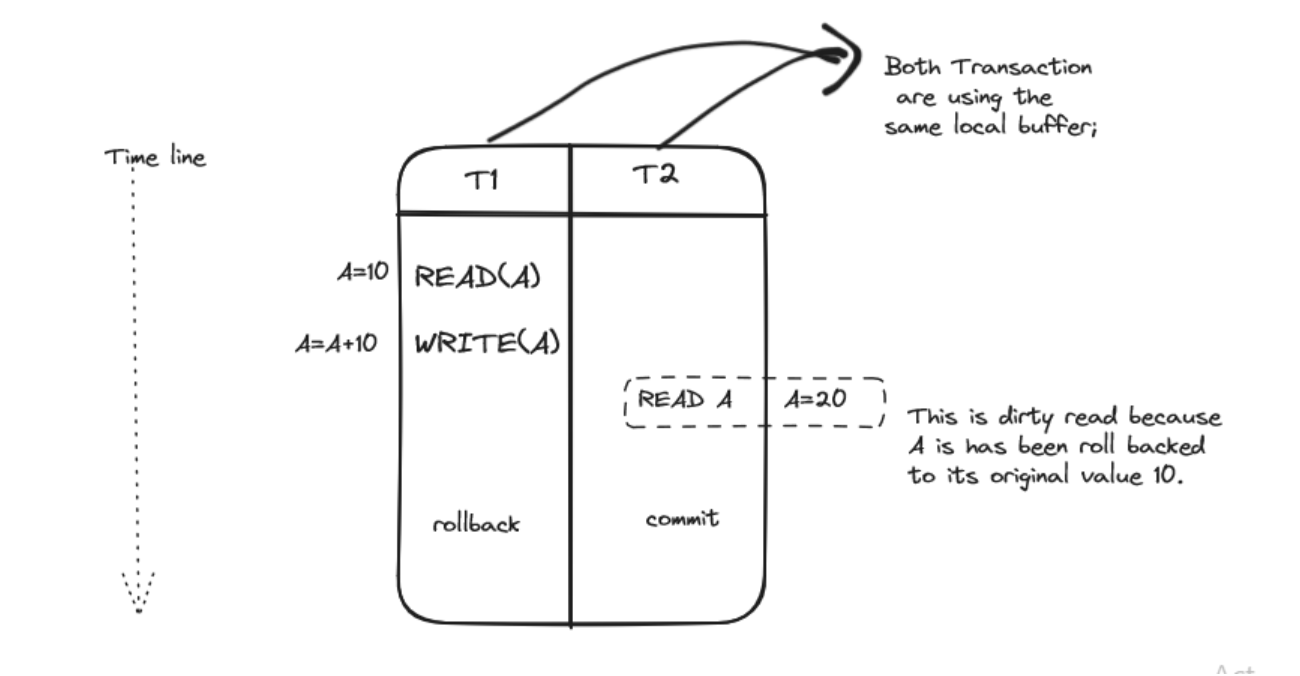 Both Transaction
are using the
same local buffer;
Time line
T1
T2
A=10
READ(A)
A=A+10
WRITE(A)
READ A
A=20
This is dirty read because
A is has been roll backed
to its original value 10.
rollback
commit